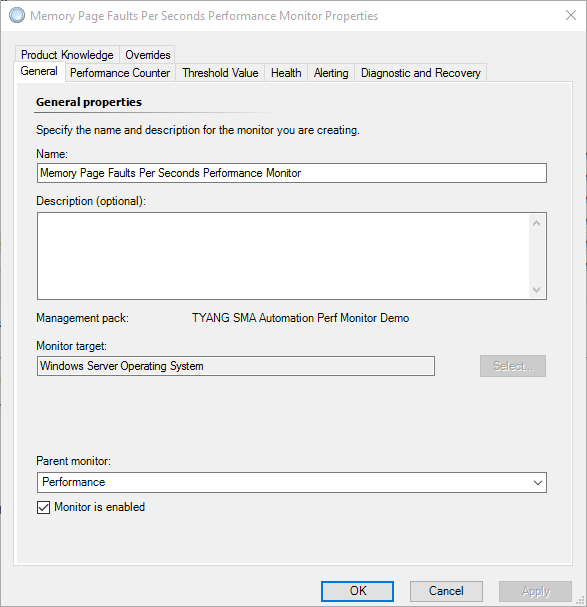 Memory Page Faults Per Seconds Performance Monitor Properties
Product Knowledge Overrides
General Performance Counter Threshold Value Health Alerting Diagnostic and Recovery
General properties
Specify the name and description for the monitor you are creating.
Name:
Memory Page Faults Per Seconds Performance Monitor
Description (optional):
Management pack: TYANG SMA Automation Perf Monitor Demo
Monitor target:
Windows Server Operating System Select...
Parent monitor:
Performance
Monitor is enabled
OK Cancel Apply